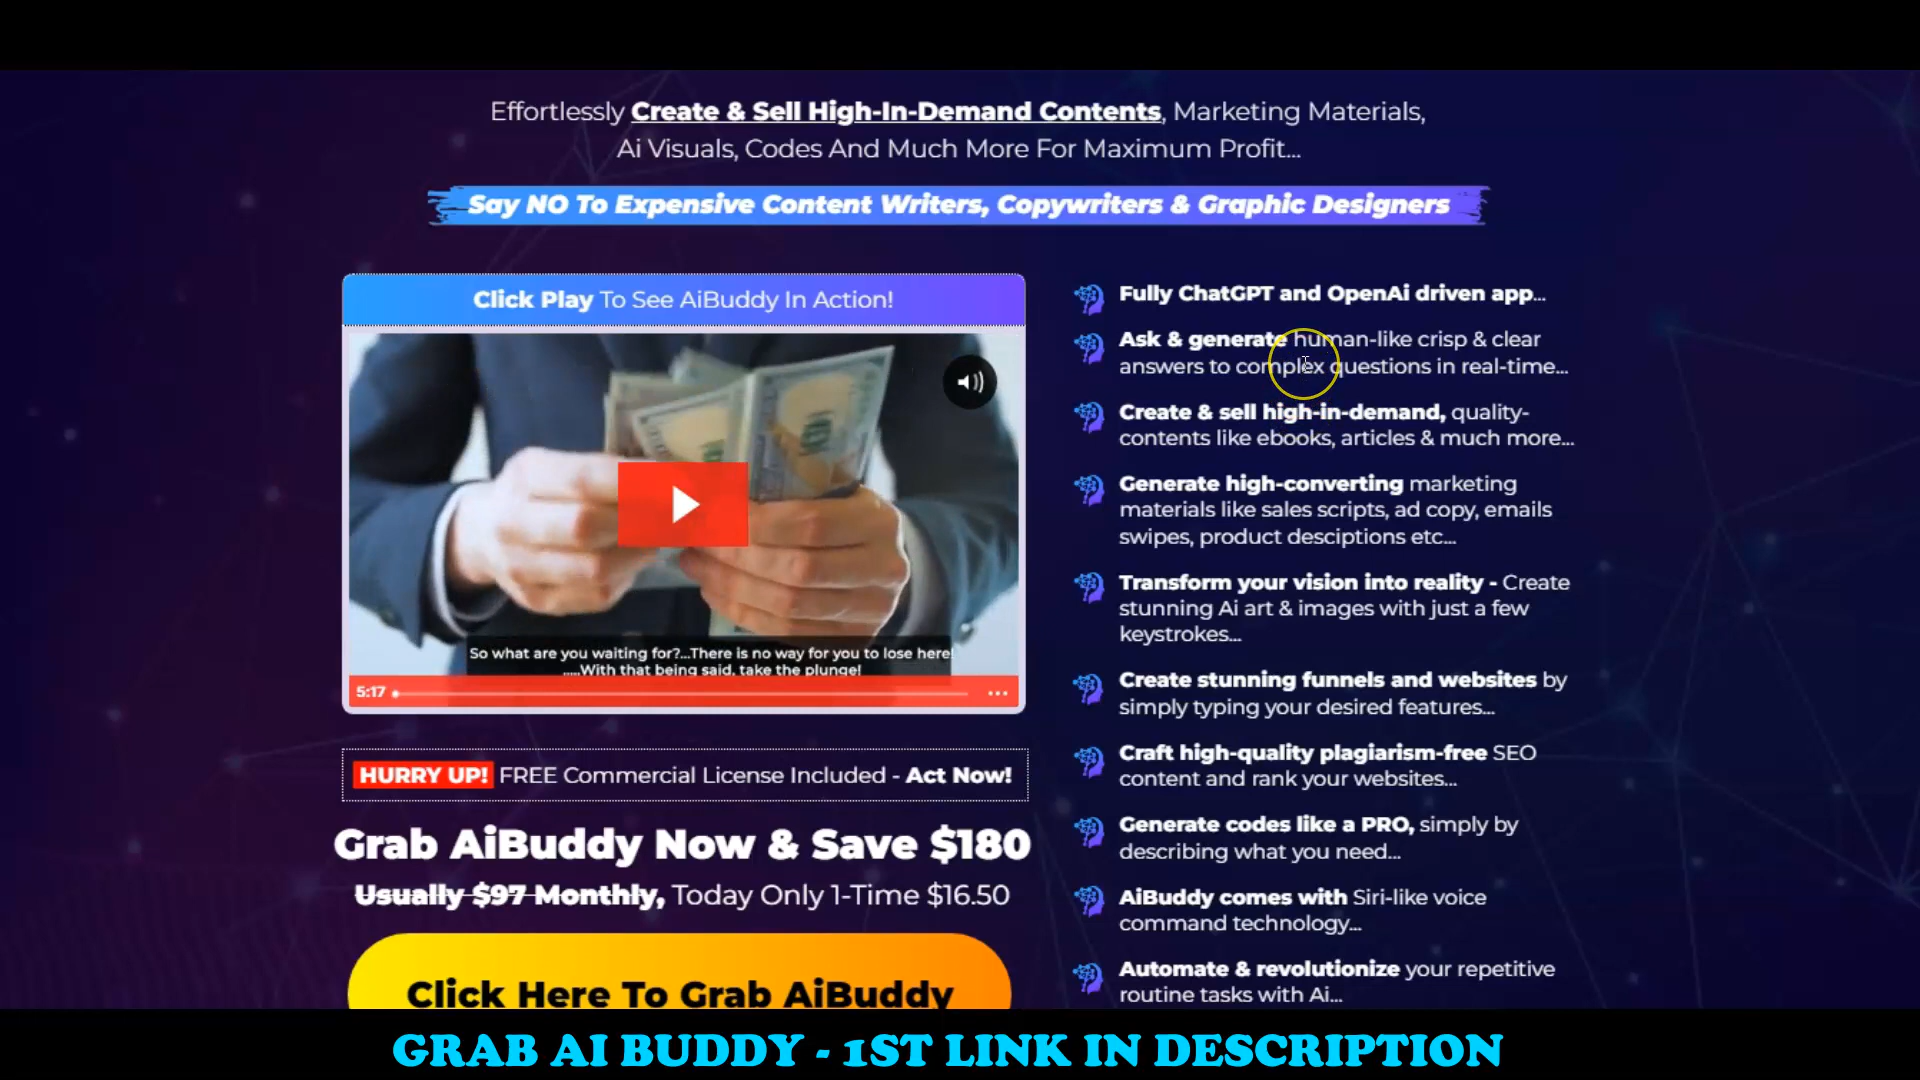 Effortlessly Create & Sell High-In-Demand Contents, Marketing Materials,
Ai Visuals, Codes And Much More For Maximum Profit...
Say NO To Expensive Content Writers, Copywriters & Graphic Designers
Click Play To See AiBuddy In Action!
So what are you waiting for?...There is no way for you to lose here!
.....With that being said, take the plunge!
5:17
HURRY UP! FREE Commercial License Included - Act Now!
Grab AiBuddy Now & Save $180
Usually $97 Monthly, Today Only 1-Time $16.50
Click Here To Grab AiBuddy
Fully ChatGPT and OpenAi driven app...
Ask & generate human-like crisp & clear
answers to complex questions in real-time...
Create & sell high-in-demand, quality-
contents like ebooks, articles & much more...
Generate high-converting marketing
materials like sales scripts, ad copy, emails
swipes, product desciptions etc...
Transform your vision into reality - Create
stunning Ai art & images with just a few
keystrokes...
Create stunning funnels and websites by
simply typing your desired features...
Craft high-quality plagiarism-free SEO
content and rank your websites...
Generate codes like a PRO, simply by
describing what you need...
AiBuddy comes with Siri-like voice
command technology...
Automate & revolutionize your repetitive
routine tasks with Ai...
GRAB AI BUDDY - 1ST LINK IN DESCRIPTION